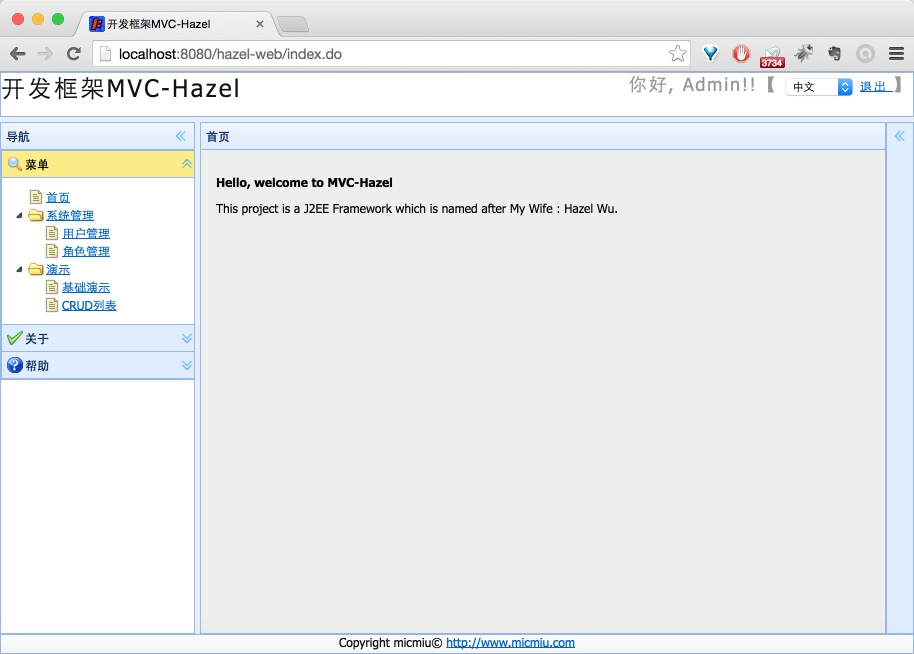 开发框架MVC-Hazel
localhost:8080/hazel-web/index.do
3734
开发框架MVC-Hazel
你好, Admin!!【 中文 退出 】
导航
菜单
首页
系统管理
用户管理
角色管理
演示
基础演示
CRUD列表
关于
帮助
首页
Hello, welcome to MVC-Hazel
This project is a J2EE Framework which is named after My Wife : Hazel Wu.
Copyright micmiu© http://www.micmiu.com